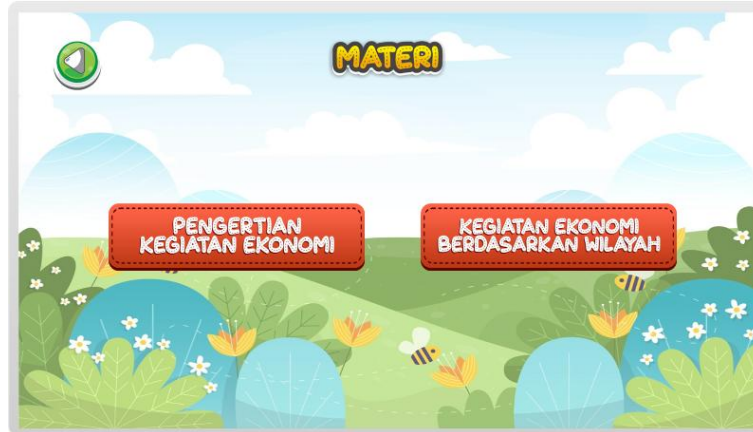 MATERI
PENGERTIAN
KEGIATAN EKONOMI
KEGIATAN EKONOMI
BERDASARKAN WILAYAH